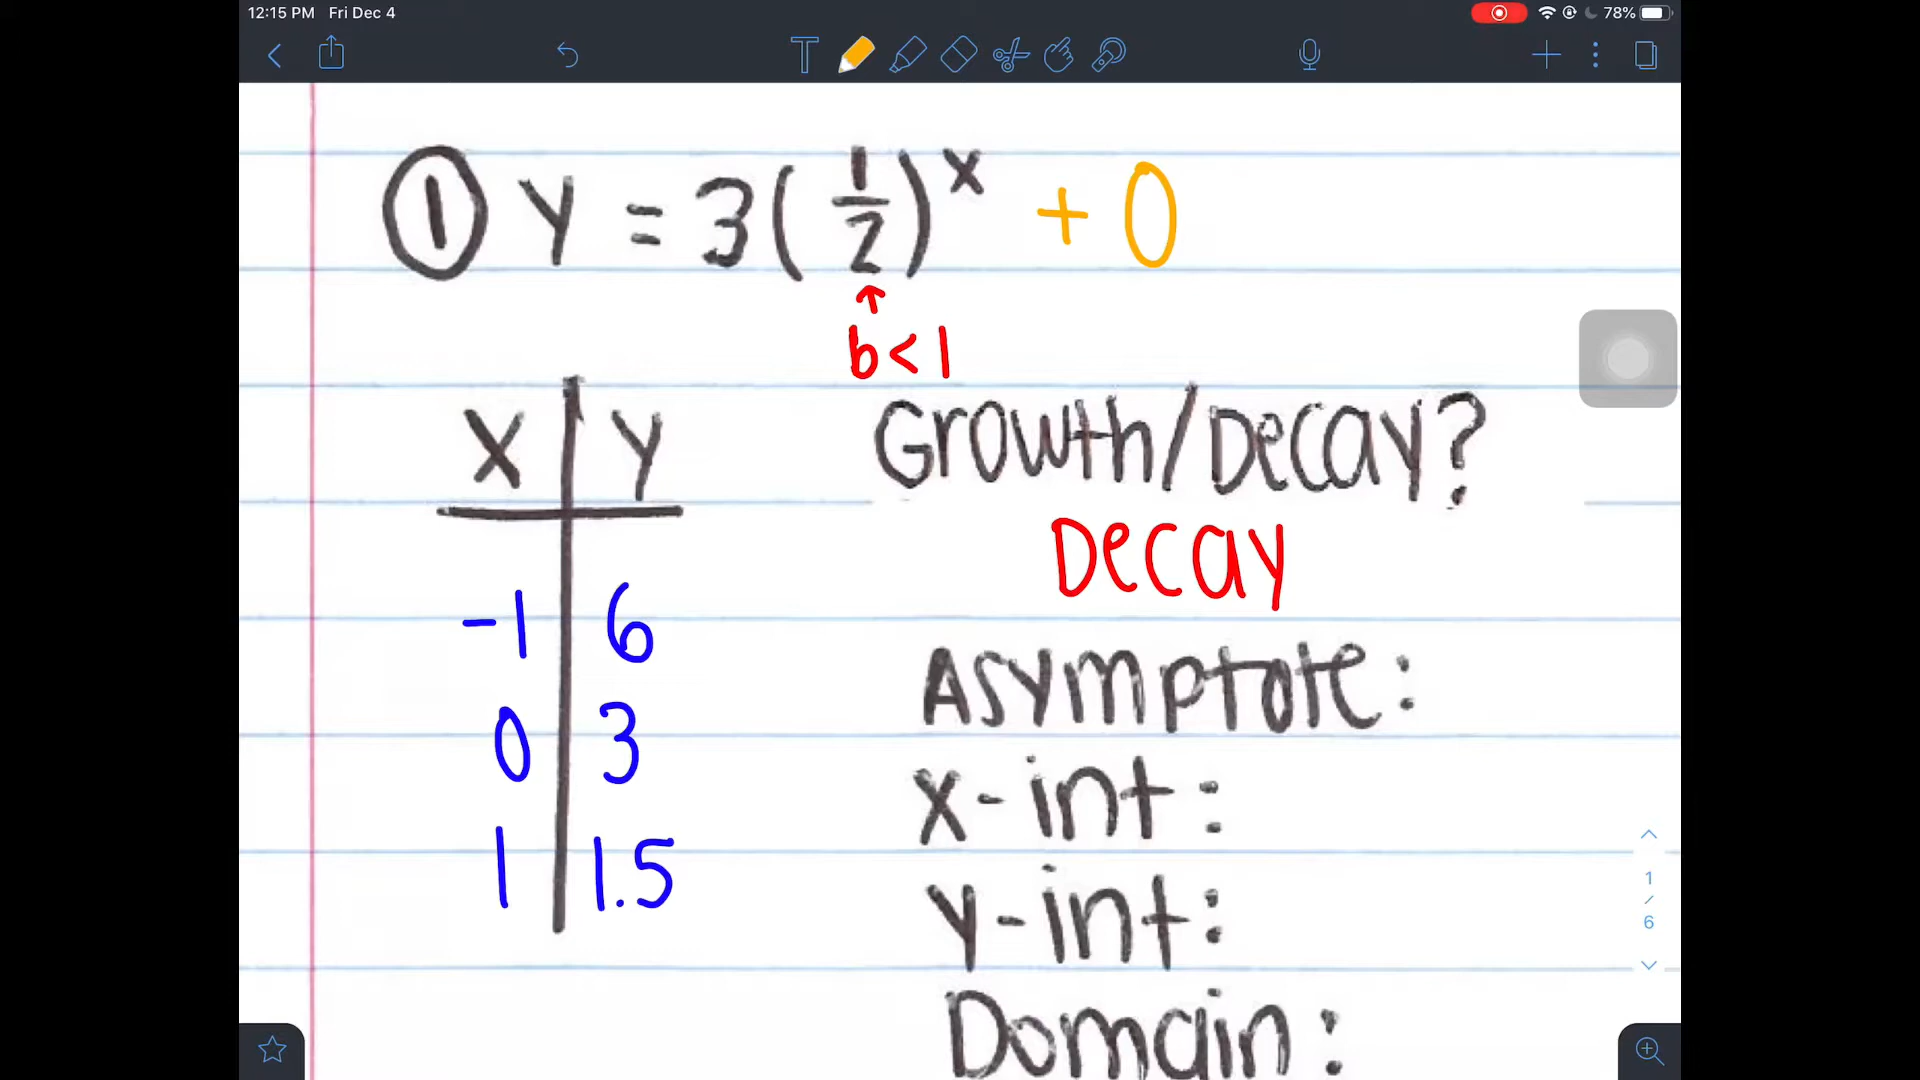 12:15 PM Fri Dec 4
78%
① y = 3(1/2)^x + 0
↑
b < 1
X | Y
Growth/Decay?
Decay
-1 | 6
Asymptote:
0 | 3
x-int:
1 | 1.5
y-int:
Domain:
1
/
6